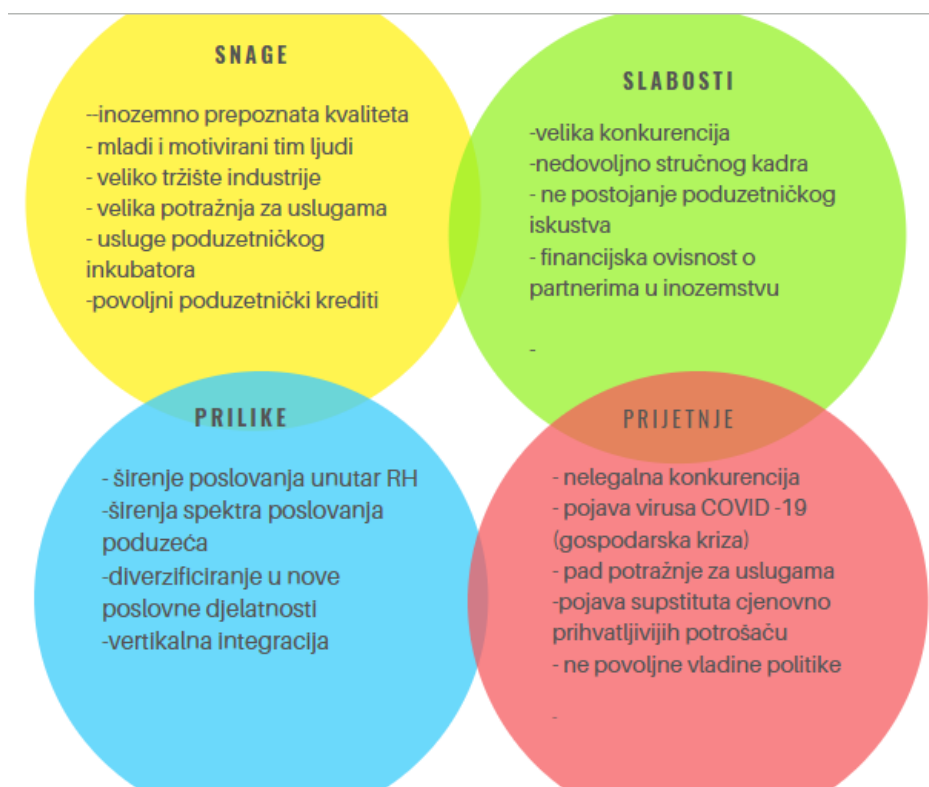 SNAGE
--inozemno prepoznata kvaliteta
- mladi i motivirani tim ljudi
- veliko tržište industrije
- velika potražnja za uslugama
- usluge poduzetničkog
inkubatora
-povoljni poduzetnički krediti
SLABOSTI
-velika konkurencija
-nedovoljno stručnog kadra
- ne postojanje poduzetničkog
iskustva
- financijska ovisnost o
partnerima u inozemstvu
-
PRILIKE
- širenje poslovanja unutar RH
-širenja spektra poslovanja
poduzeća
-diverzificiranje u nove
poslovne djelatnosti
-vertikalna integracija
PRIJETNJE
- nelegalna konkurencija
- pojava virusa COVID -19
(gospodarska kriza)
- pad potražnje za uslugama
-pojava supstituta cjenovno
prihvatljivijih potrošaču
- ne povoljne vladine politike
-